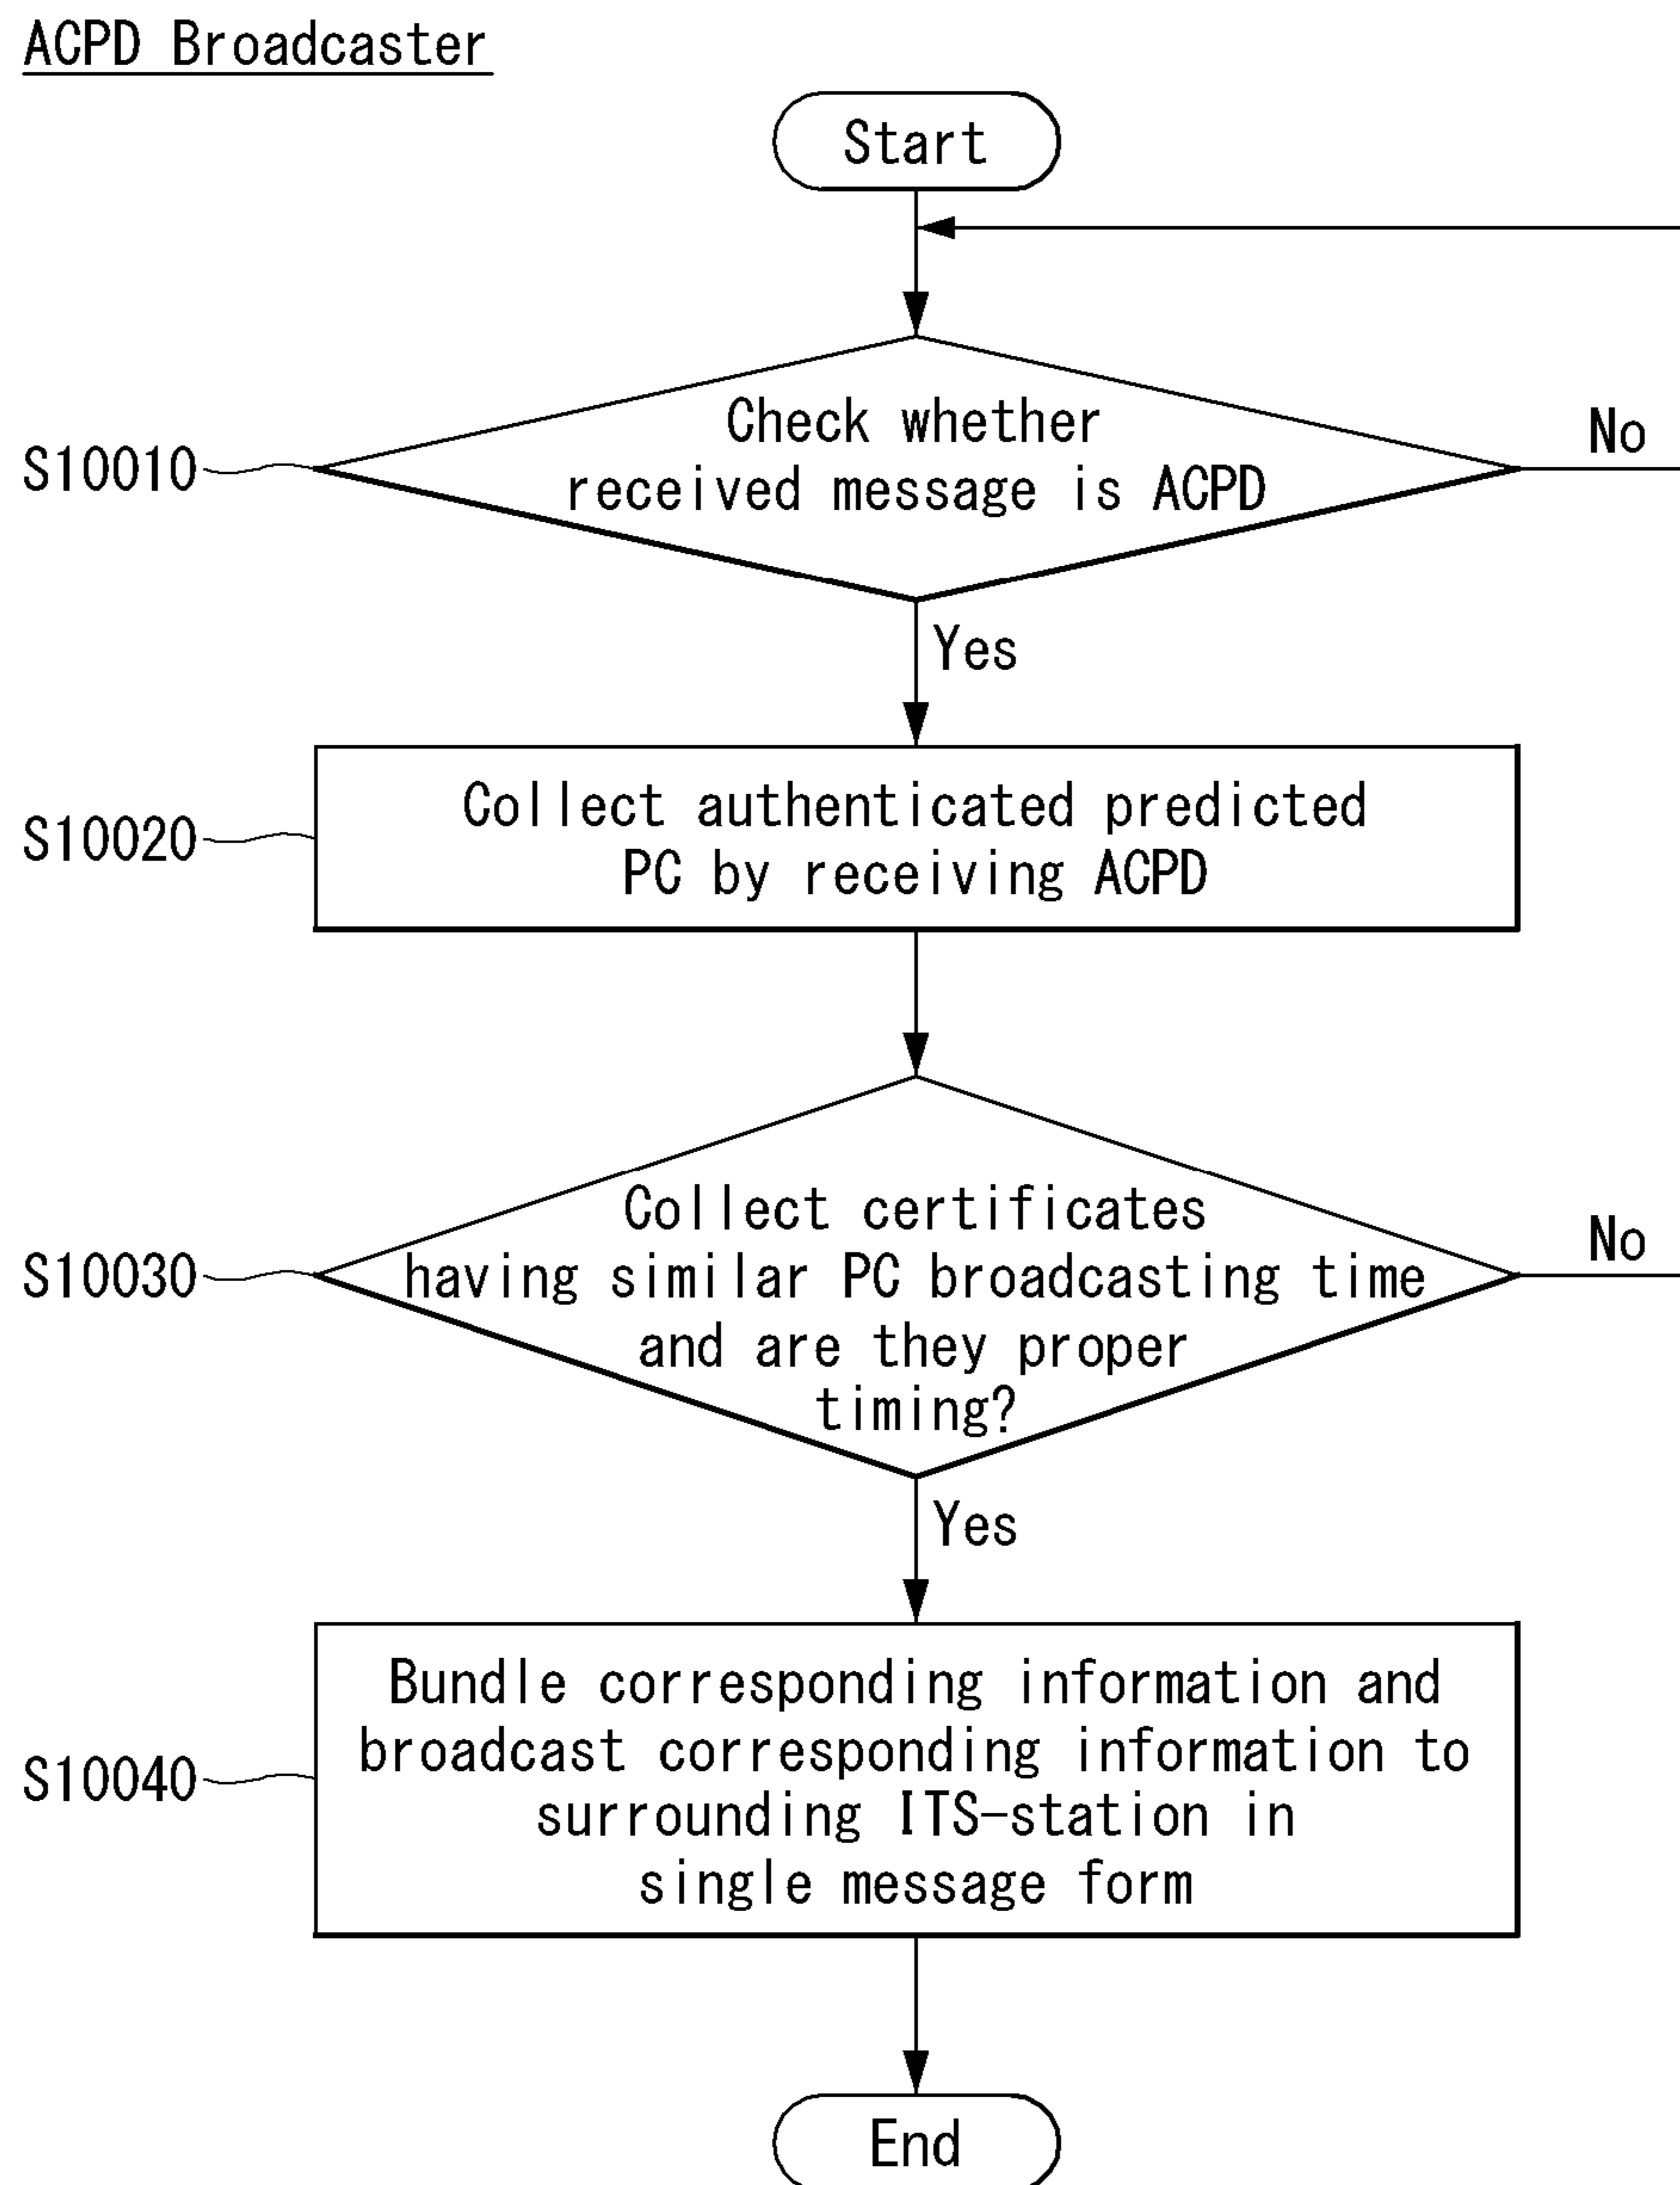 ACPD Broadcaster
Start
Check whether
received message is ACPD
No
S10010
Yes
Collect authenticated predicted
PC by receiving ACPD
S10020
Collect certificates
having similar PC broadcasting time
and are they proper
timing?
No
S10030
Yes
Bundle corresponding information and
broadcast corresponding information to
surrounding ITS-station in
single message form
S10040
End